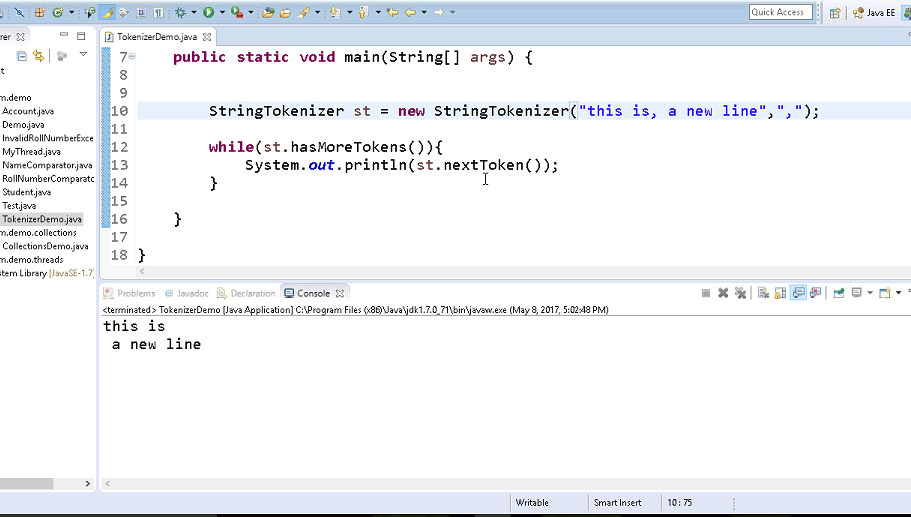 Quick Access
Java EE
rer
TokenizerDemo.java
m.demo
Account.java
Demo.java
InvalidRollNumberExce
MyThread.java
NameComparator.java
RollNumberComparato
Student.java
Test.java
TokenizerDemo.java
m.demo.collections
CollectionsDemo.java
m.demo.threads
stem Library [JavaSE-1.7]
7 public static void main(String[] args) {
8
9
10 StringTokenizer st = new StringTokenizer("this is, a new line",",");
11
12 while(st.hasMoreTokens()){
13 System.out.println(st.nextToken());
14 }
15
16 }
17
18 }
Problems @ Javadoc Declaration Console
<terminated> TokenizerDemo [Java Application] C:\Program Files (x86)\Java\jdk1.7.0_71\bin\javaw.exe (May 8, 2017, 5:02:48 PM)
this is
a new line
Writable Smart Insert 10 : 75